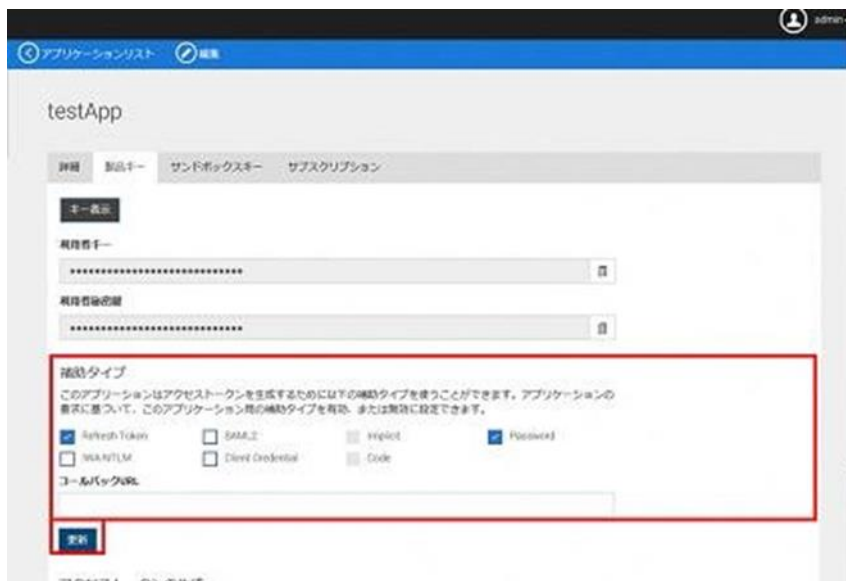 admin
アプリケーションリスト 編集
testApp
詳細 製品キー サンドボックスキー サブスクリプション
キー表示
利用者キー
•••••••••••••••••••••••••••••
利用者秘密鍵
•••••••••••••••••••••••••••••
補助タイプ
このアプリーションはアクセストークンを生成するためには以下の補助タイプを使うことができます。アプリケーションの
要求に基づいて、このアプリケーション用の補助タイプを有効、または無効に設定できます。
Refresh Token SAML2 Implicit Password
IWA-NTLM Client Credential Code
コールバックURL
更新